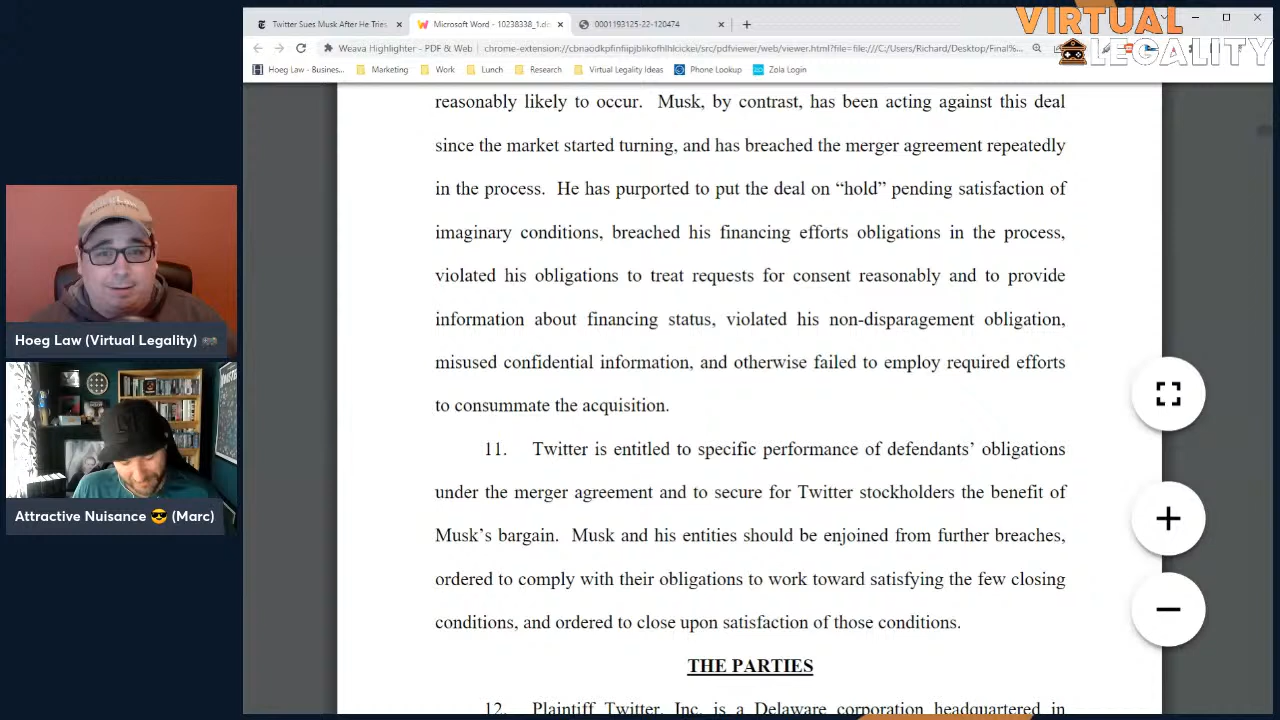 Twitter Sues Musk After He Tries
Microsoft Word - 10238338_1.do
0001193125-22-120474
VIRTUAL
LEGALITY
Weava Highlighter - PDF & Web
Hoeg Law - Busines...
Marketing
Work
Lunch
Research
Virtual Legality Ideas
Phone Lookup
Zola Login
reasonably likely to occur. Musk, by contrast, has been acting against this deal
since the market started turning, and has breached the merger agreement repeatedly
in the process. He has purported to put the deal on “hold” pending satisfaction of
imaginary conditions, breached his financing efforts obligations in the process,
violated his obligations to treat requests for consent reasonably and to provide
information about financing status, violated his non-disparagement obligation,
misused confidential information, and otherwise failed to employ required efforts
to consummate the acquisition.
11. Twitter is entitled to specific performance of defendants’ obligations
under the merger agreement and to secure for Twitter stockholders the benefit of
Musk’s bargain. Musk and his entities should be enjoined from further breaches,
ordered to comply with their obligations to work toward satisfying the few closing
conditions, and ordered to close upon satisfaction of those conditions.
THE PARTIES
12. Plaintiff Twitter, Inc. is a Delaware corporation headquartered in
Hoeg Law (Virtual Legality) 🎮
Attractive Nuisance 😎 (Marc)